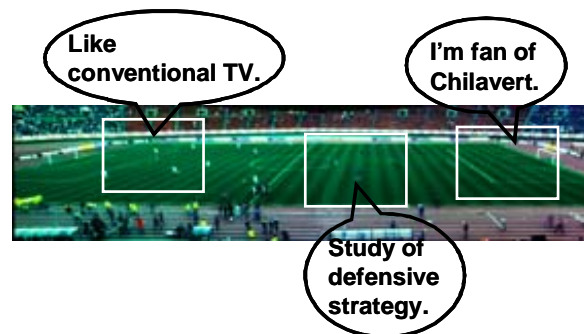 Like
conventional TV.
I'm fan of
Chilavert.
Study of
defensive
strategy.